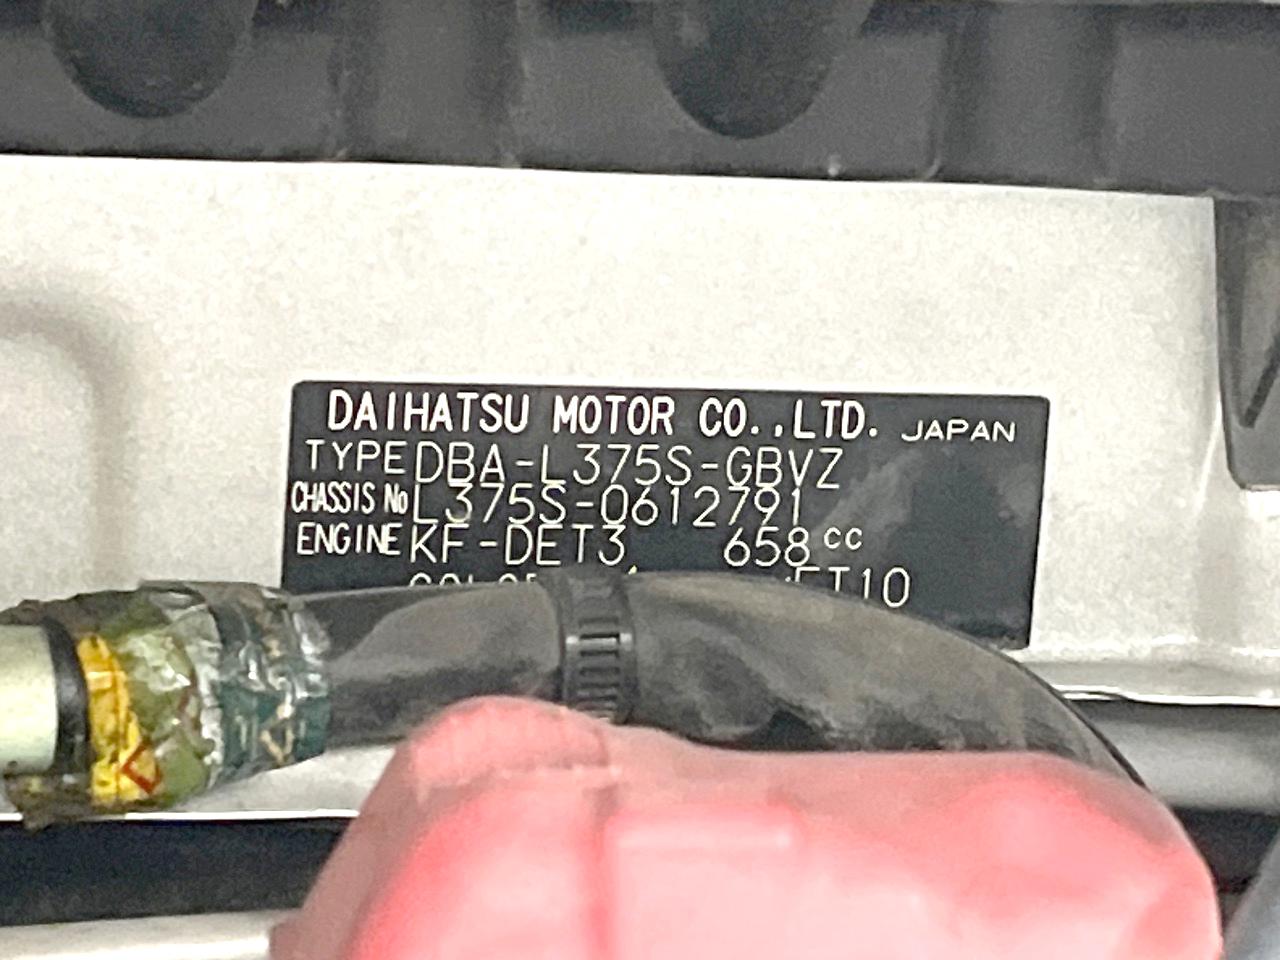 DAIHATSU MOTOR CO.,LTD. JAPAN
TYPE DBA-L375S-GBVZ
CHASSIS No L375S-0612791
ENGINE KF-DET3 658cc